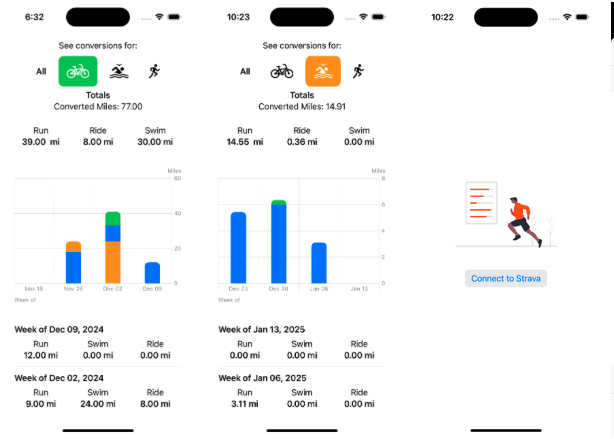 6:32
See conversions for:
All
Totals
Converted Miles: 77.00
Run Ride Swim
39.00 mi 8.00 mi 30.00 mi
Miles
60
40
20
0
Nov 18 Nov 25 Dec 02 Dec 09
Week of
Week of Dec 09, 2024
Run Swim Ride
12.00 mi 0.00 mi 0.00 mi
Week of Dec 02, 2024
Run Swim Ride
9.00 mi 24.00 mi 8.00 mi
10:23
See conversions for:
All
Totals
Converted Miles: 14.91
Run Ride Swim
14.55 mi 0.36 mi 0.00 mi
Miles
8
6
4
2
0
Dec 23 Dec 30 Jan 06 Jan 13
Week of
Week of Jan 13, 2025
Run Swim Ride
0.00 mi 0.00 mi 0.00 mi
Week of Jan 06, 2025
Run Swim Ride
3.11 mi 0.00 mi 0.00 mi
10:22
Connect to Strava